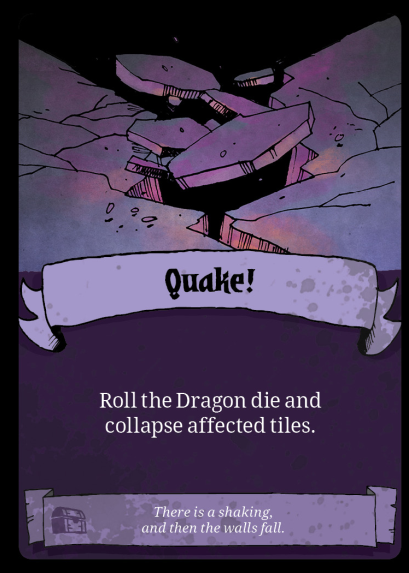 Quake!
Roll the Dragon die and
collapse affected tiles.
There is a shaking,
and then the walls fall.